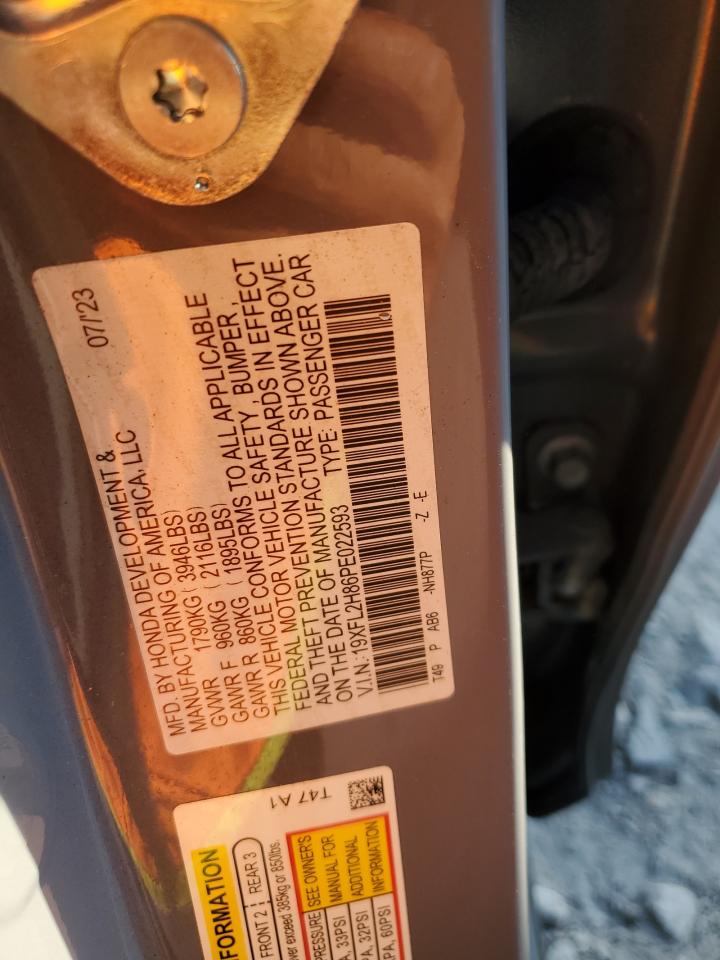 07/'23
MFD. BY HONDA DEVELOPMENT &
MANUFACTURING OF AMERICA, LLC
GVWR 1790KG ( 3946LBS)
GAWR F 960KG ( 2116LBS)
GAWR R 860KG ( 1895LBS)
THIS VEHICLE CONFORMS TO ALL APPLICABLE
FEDERAL MOTOR VEHICLE SAFETY, BUMPER,
AND THEFT PREVENTION STANDARDS IN EFFECT
ON THE DATE OF MANUFACTURE SHOWN ABOVE.
V.I.N.: 19XFL2H86PE022593 TYPE: PASSENGER CAR
T49 P AB6 -NH877P -Z -E
T47 A1
FORMATION
FRONT 2 REAR 3
ever exceed 385kg or 850lbs.
PRESSURE SEE OWNER'S
A, 33PSI MANUAL FOR
A, 32PSI ADDITIONAL
PA, 60PSI INFORMATION